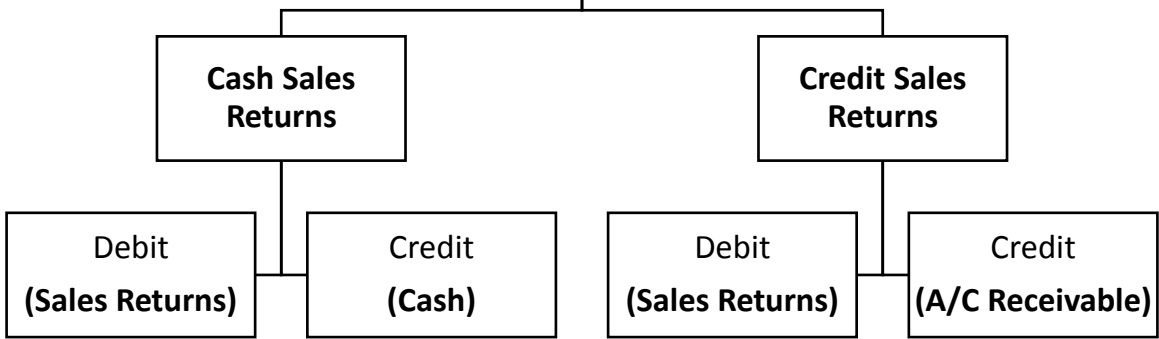 Cash Sales
Returns
Credit Sales
Returns
Debit
(Sales Returns)
Credit
(Cash)
Debit
(Sales Returns)
Credit
(A/C Receivable)